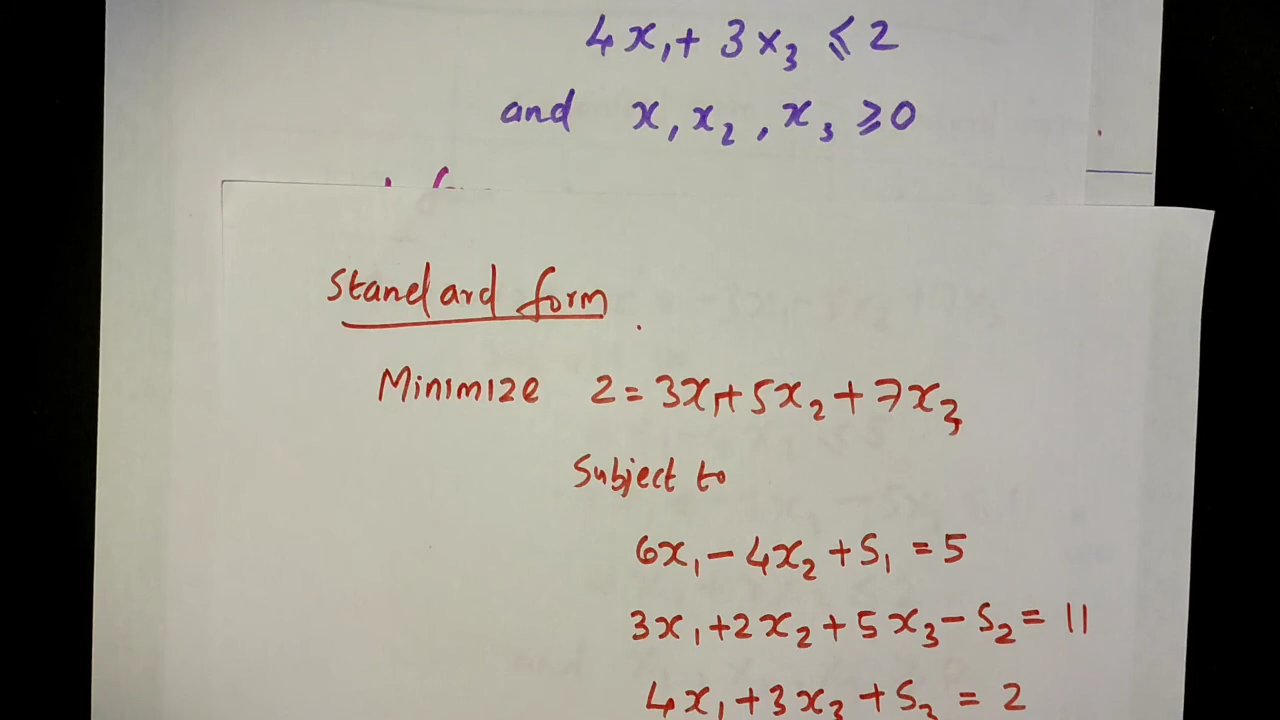 4x₁ + 3x₃ ≤ 2
and x₁ x₂, x₃ ≥ 0
Standard form
Minimize Z = 3x₁ + 5x₂ + 7x₃
Subject to
6x₁ - 4x₂ + S₁ = 5
3x₁ + 2x₂ + 5x₃ - S₂ = 11
4x₁ + 3x₃ + S₃ = 2